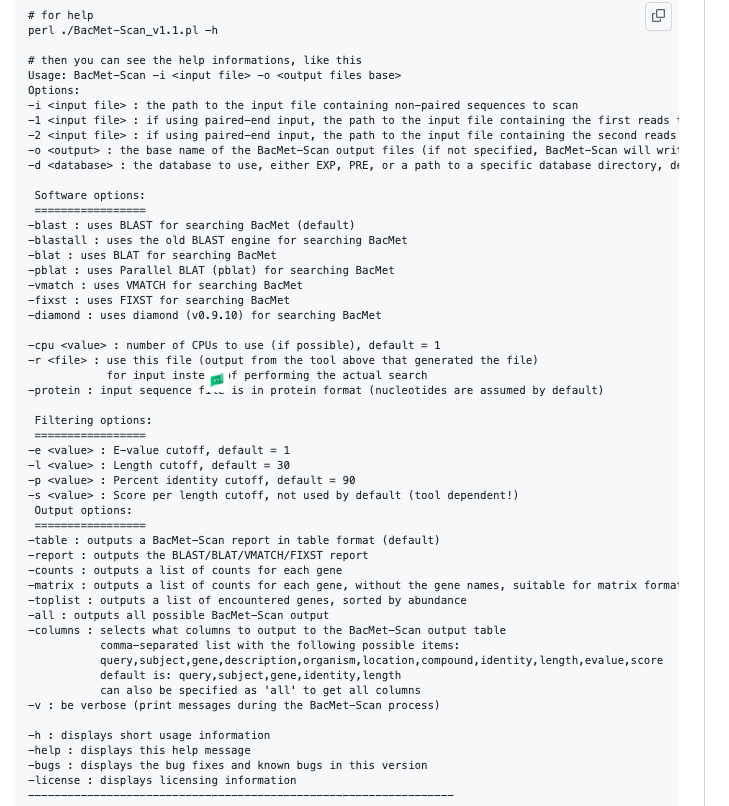 # for help
perl ./BacMet-Scan_v1.1.pl -h
# then you can see the help informations, like this
Usage: BacMet-Scan -i <input file> -o <output files base>
Options:
-i <input file> : the path to the input file containing non-paired sequences to scan
-1 <input file> : if using paired-end input, the path to the input file containing the first reads
-2 <input file> : if using paired-end input, the path to the input file containing the second reads
-o <output> : the base name of the BacMet-Scan output files (if not specified, BacMet-Scan will
-d <database> : the database to use, either EXP, PRE, or a path to a specific database directory,
Software options:
=================
-blast : uses BLAST for searching BacMet (default)
-blastall : uses the old BLAST engine for searching BacMet
-blat : uses BLAT for searching BacMet
-pblat : uses Parallel BLAT (pblat) for searching BacMet
-vmatch : uses VMATCH for searching BacMet
-fixst : uses FIXST for searching BacMet
-diamond : uses diamond (v0.9.10) for searching BacMet
-cpu <value> : number of CPUs to use (if possible), default = 1
-r <file> : use this file (output from the tool above that generated the file)
for input of performing the actual search
-protein : input sequence is in protein format (nucleotides are assumed by default)
Filtering options:
=================
-e <value> : E-value cutoff, default = 1
-l <value> : Length cutoff, default = 30
-p <value> : Percent identity cutoff, default = 90
-s <value> : Score per length cutoff, not used by default (tool dependent!)
Output options:
=================
-table : outputs a BacMet-Scan report in table format (default)
-report : outputs the BLAST/BLAT/VMATCH/FIXST report
-counts : outputs a list of counts for each gene
-matrix : outputs a list of counts for each gene, without the gene names, suitable for matrix
-toplist : outputs a list of encountered genes, sorted by abundance
-all : outputs all possible BacMet-Scan output
-columns : selects what columns to output to the BacMet-Scan output table
comma-separated list with the following possible items:
query,subject,gene,description,organism,location,compound,identity,length,evalue,score
default is: query,subject,gene,identity,length
can also be specified as 'all' to get all columns
-v : be verbose (print messages during the BacMet-Scan process)
-h : displays short usage information
-help : displays this help message
-bugs : displays the bug fixes and known bugs in this version
-license : displays licensing information
-----------------------------------------------------------------